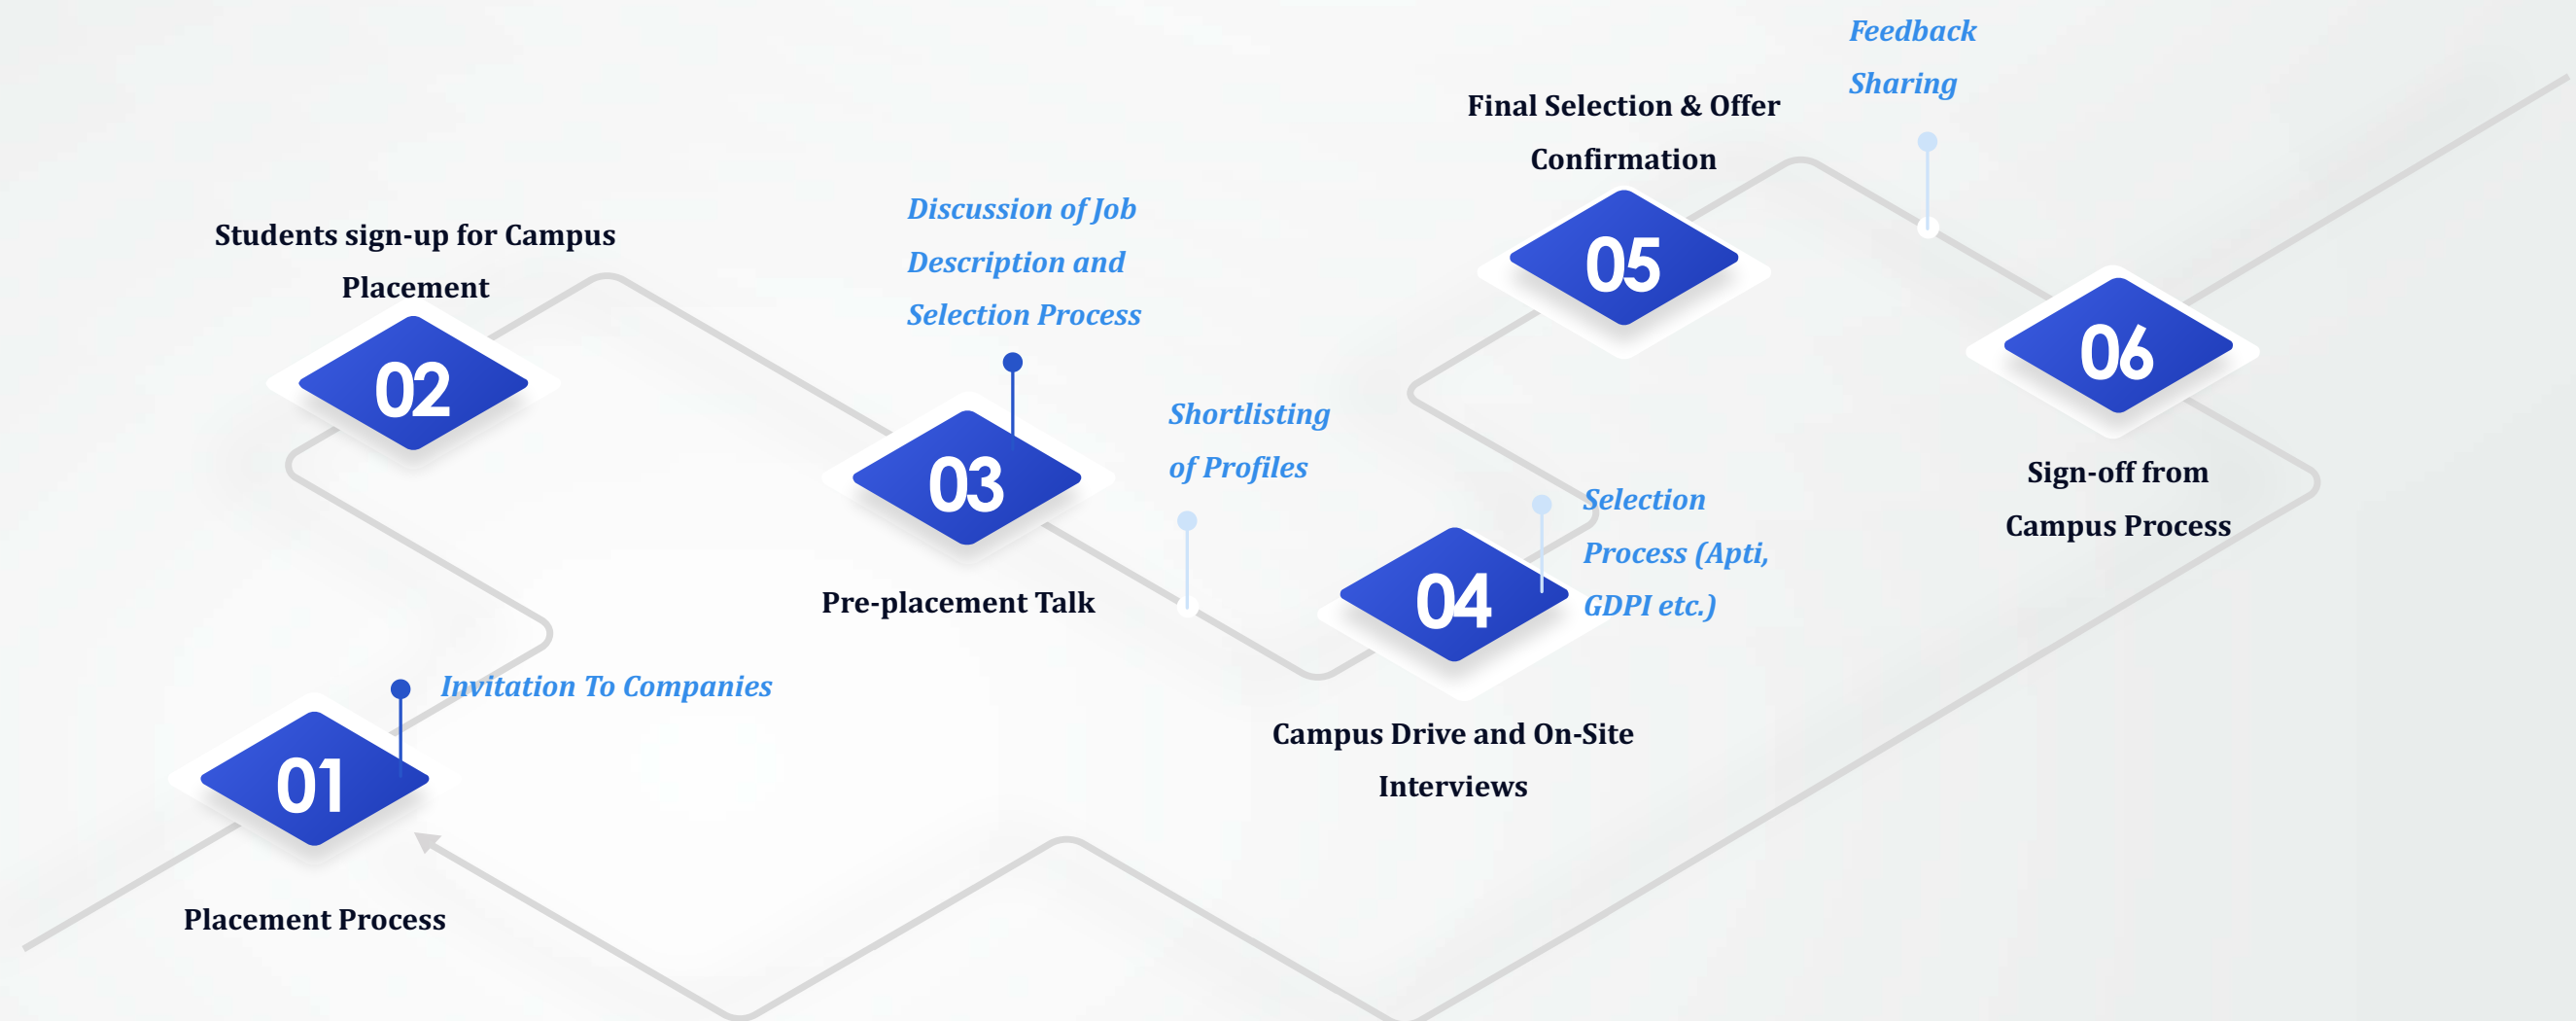 01
Placement Process
Invitation To Companies
Students sign-up for Campus
Placement
02
Discussion of Job
Description and
Selection Process
03
Pre-placement Talk
Shortlisting
of Profiles
04
Selection
Process (Apti,
GDPI etc.)
Campus Drive and On-Site
Interviews
Final Selection & Offer
Confirmation
05
Feedback
Sharing
06
Sign-off from
Campus Process